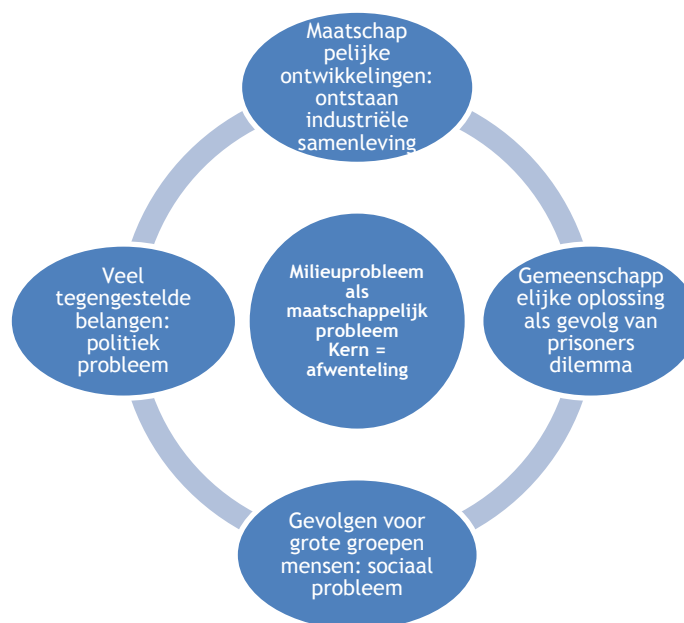 Maatschap
pelijke
ontwikkelingen:
ontstaan
industriële
samenleving
Veel
tegengestelde
belangen:
politiek
probleem
Milieuprobleem
als
maatschappelijk
probleem
Kern =
afwenteling
Gemeenschapp
elijke oplossing
als gevolg van
prisoners
dilemma
Gevolgen voor
grote groepen
mensen: sociaal
probleem